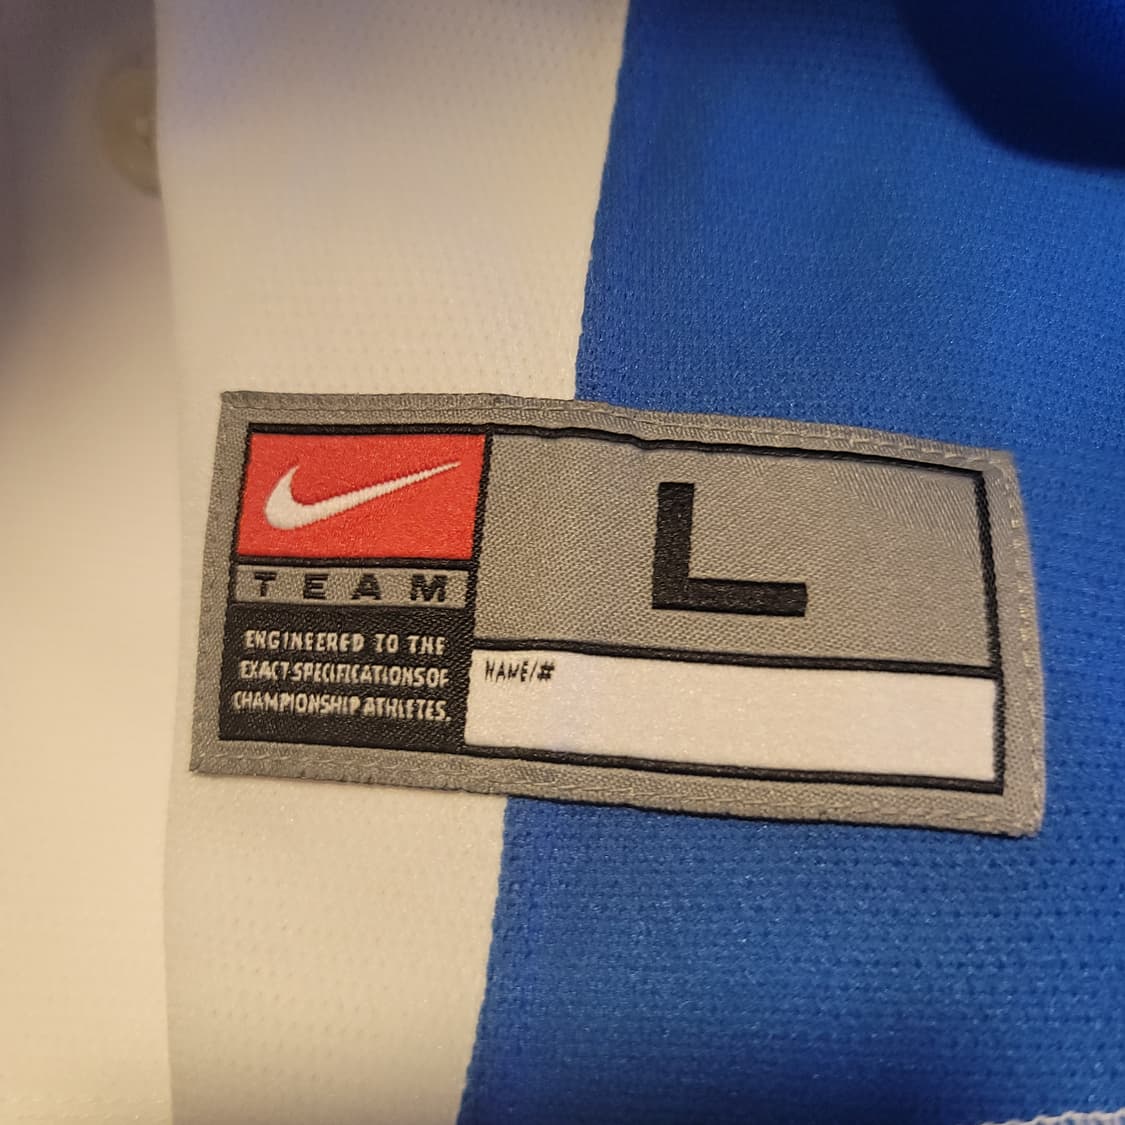 TEAM
ENGINEERED TO THE
EXACT SPECIFICATIONS OF
CHAMPIONSHIP ATHLETES.
L
NAME/#